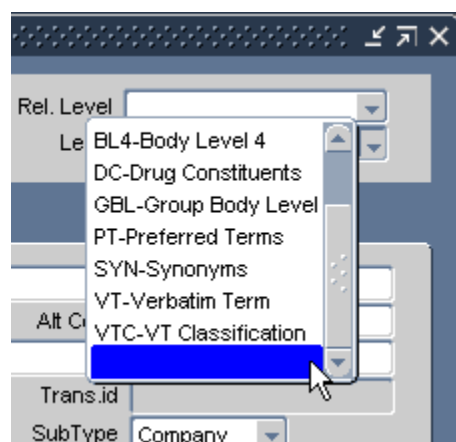 Rel. Level
Le
BL4-Body Level 4
DC-Drug Constituents
GBL-Group Body Level
PT-Preferred Terms
SYN-Synonyms
VT-Verbatim Term
Alt C
VTC-VT Classification
Trans.id
SubType Company